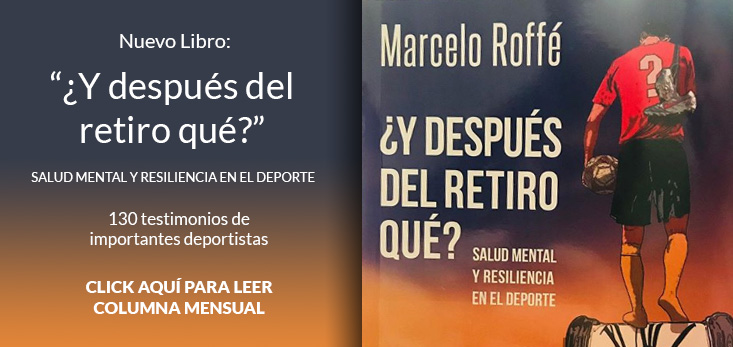 Nuevo Libro:
“¿Y después del
retiro qué?”
SALUD MENTAL Y RESILIENCIA EN EL DEPORTE
130 testimonios de
importantes deportistas
CLICK AQUÍ PARA LEER
COLUMNA MENSUAL
Marcelo Roffé
¿Y DESPUÉS
DEL RETIRO
QUÉ?
SALUD MENTAL
Y RESILIENCIA
EN EL DEPORTE
?